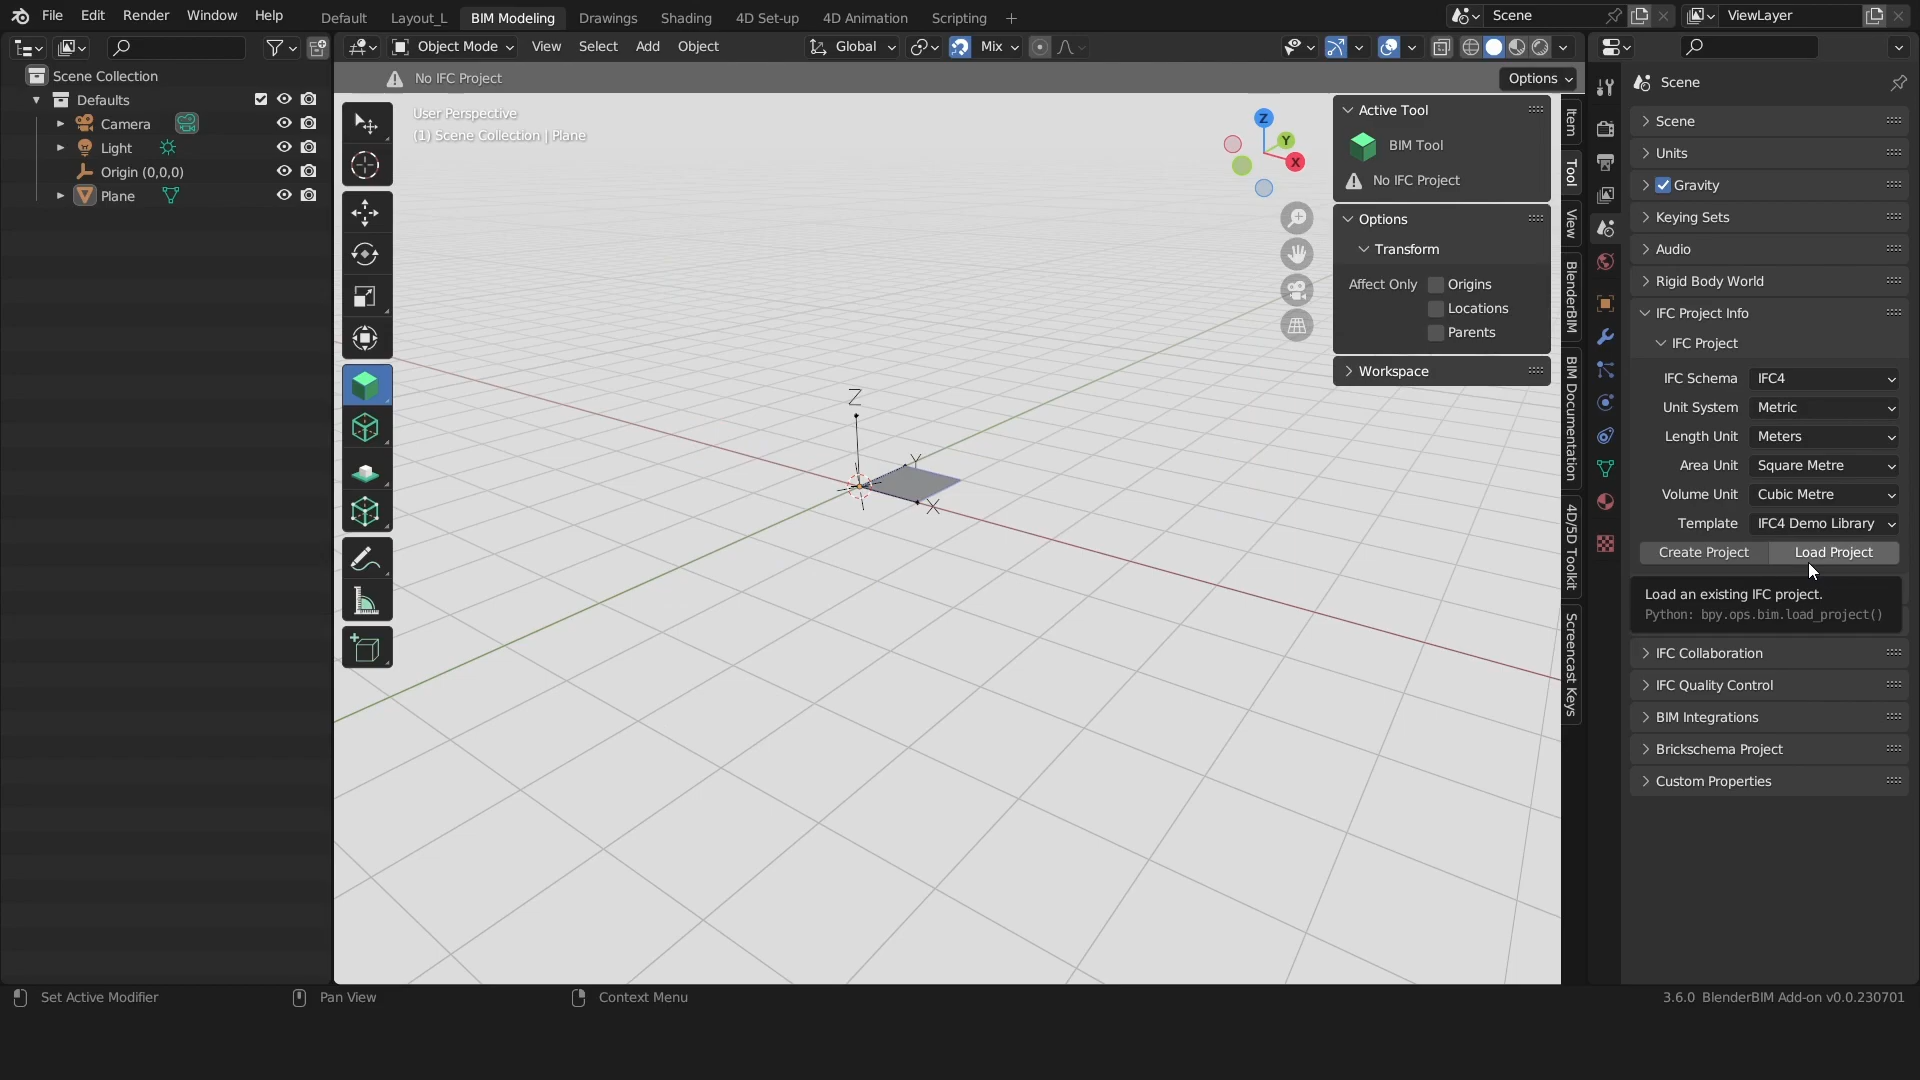 File Edit Render Window Help
Default Layout_L BIM Modeling Drawings Shading 4D Set-up 4D Animation Scripting
Scene
ViewLayer
Object Mode View Select Add Object
Global
Mix
Scene Collection
Defaults
Camera
Light
Origin (0,0,0)
Plane
No IFC Project
Options
User Perspective
(1) Scene Collection | Plane
Z
Y
X
Z
Y
X
Active Tool
BIM Tool
No IFC Project
Options
Transform
Affect Only Origins
Locations
Parents
Workspace
Item
Tool
View
BlenderBIM
BIM Documentation
4D/5D Toolkit
Screencast Keys
Scene
Scene
Units
Gravity
Keying Sets
Audio
Rigid Body World
IFC Project Info
IFC Project
IFC Schema IFC4
Unit System Metric
Length Unit Meters
Area Unit Square Metre
Volume Unit Cubic Metre
Template IFC4 Demo Library
Create Project Load Project
Load an existing IFC project.
Python: bpy.ops.bim.load_project()
IFC Collaboration
IFC Quality Control
BIM Integrations
Brickschema Project
Custom Properties
Set Active Modifier
Pan View
Context Menu
3.6.0 BlenderBIM Add-on v0.0.230701